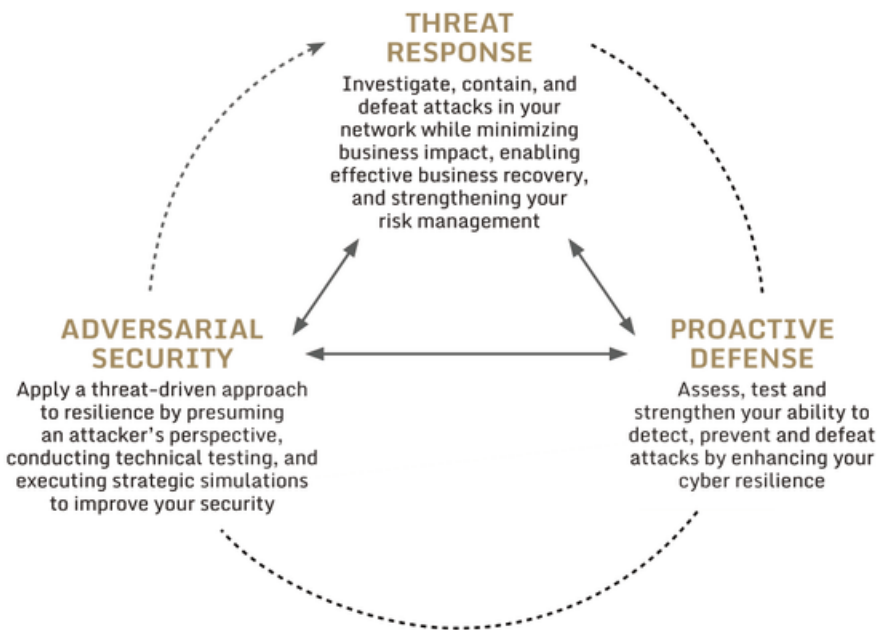 THREAT
RESPONSE
Investigate, contain, and
defeat attacks in your
network while minimizing
business impact, enabling
effective business recovery,
and strengthening your
risk management
ADVERSARIAL
SECURITY
Apply a threat-driven approach
to resilience by presuming
an attacker's perspective,
conducting technical testing, and
executing strategic simulations
to improve your security
PROACTIVE
DEFENSE
Assess, test and
strengthen your ability to
detect, prevent and defeat
attacks by enhancing your
cyber resilience